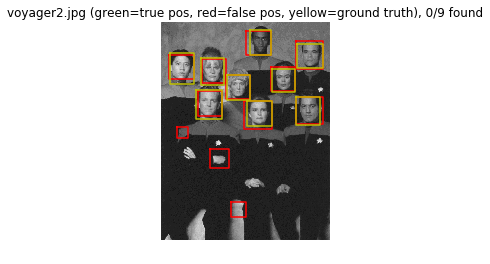 voyager2.jpg (green=true pos, red=false pos, yellow=ground truth), 0/9 found